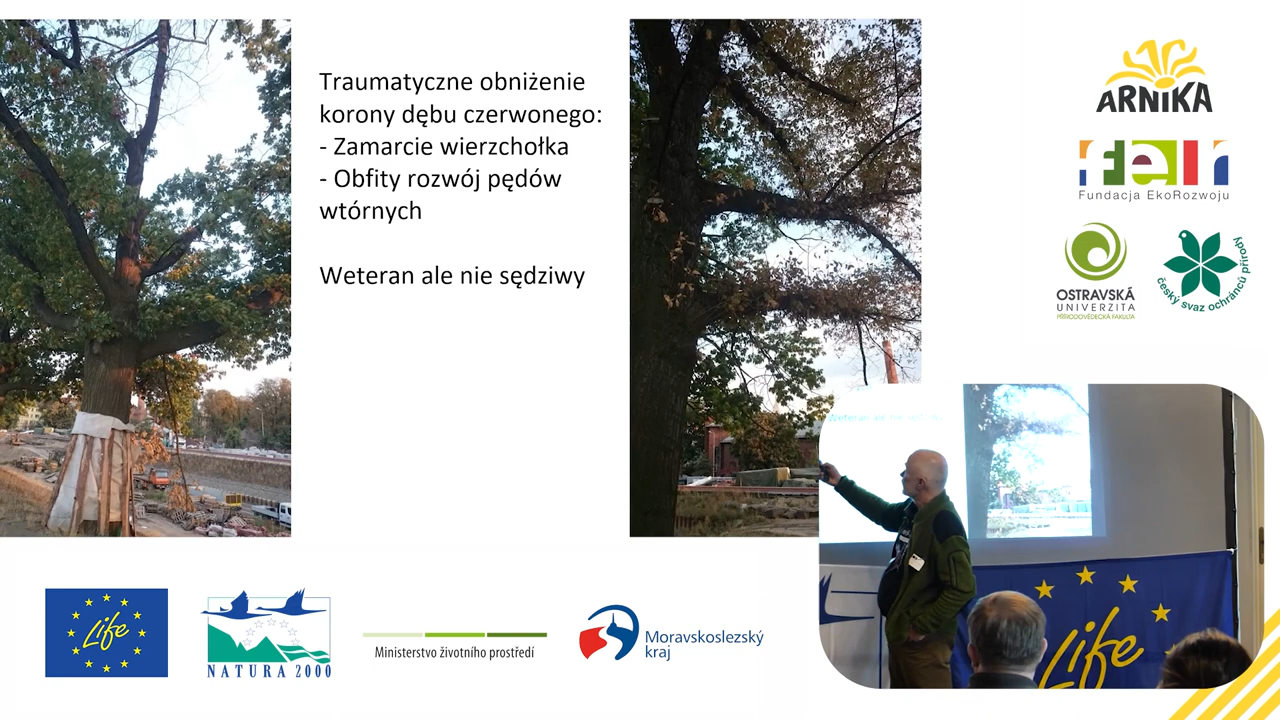 Traumatyczne obniżenie
korony dębu czerwonego:
- Zamarcie wierzchołka
- Obfity rozwój pędów
wtórnych
Weteran ale nie sędziwy
ARNIKA
feri
Fundacja EkoRozwoju
OSTRAVSKÁ
UNIVERZITA
PŘÍRODOVĚDECKÁ FAKULTA
český svaz ochránců přírody
Life
NATURA 2000
Ministerstvo životního prostředí
Moravskoslezský
kraj
Life